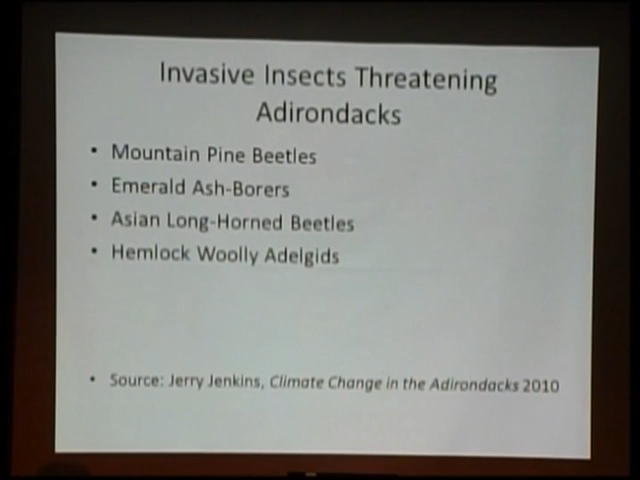 Invasive Insects Threatening
Adirondacks
• Mountain Pine Beetles
• Emerald Ash-Borers
• Asian Long-Horned Beetles
• Hemlock Woolly Adelgids
• Source: Jerry Jenkins, Climate Change in the Adirondacks 2010